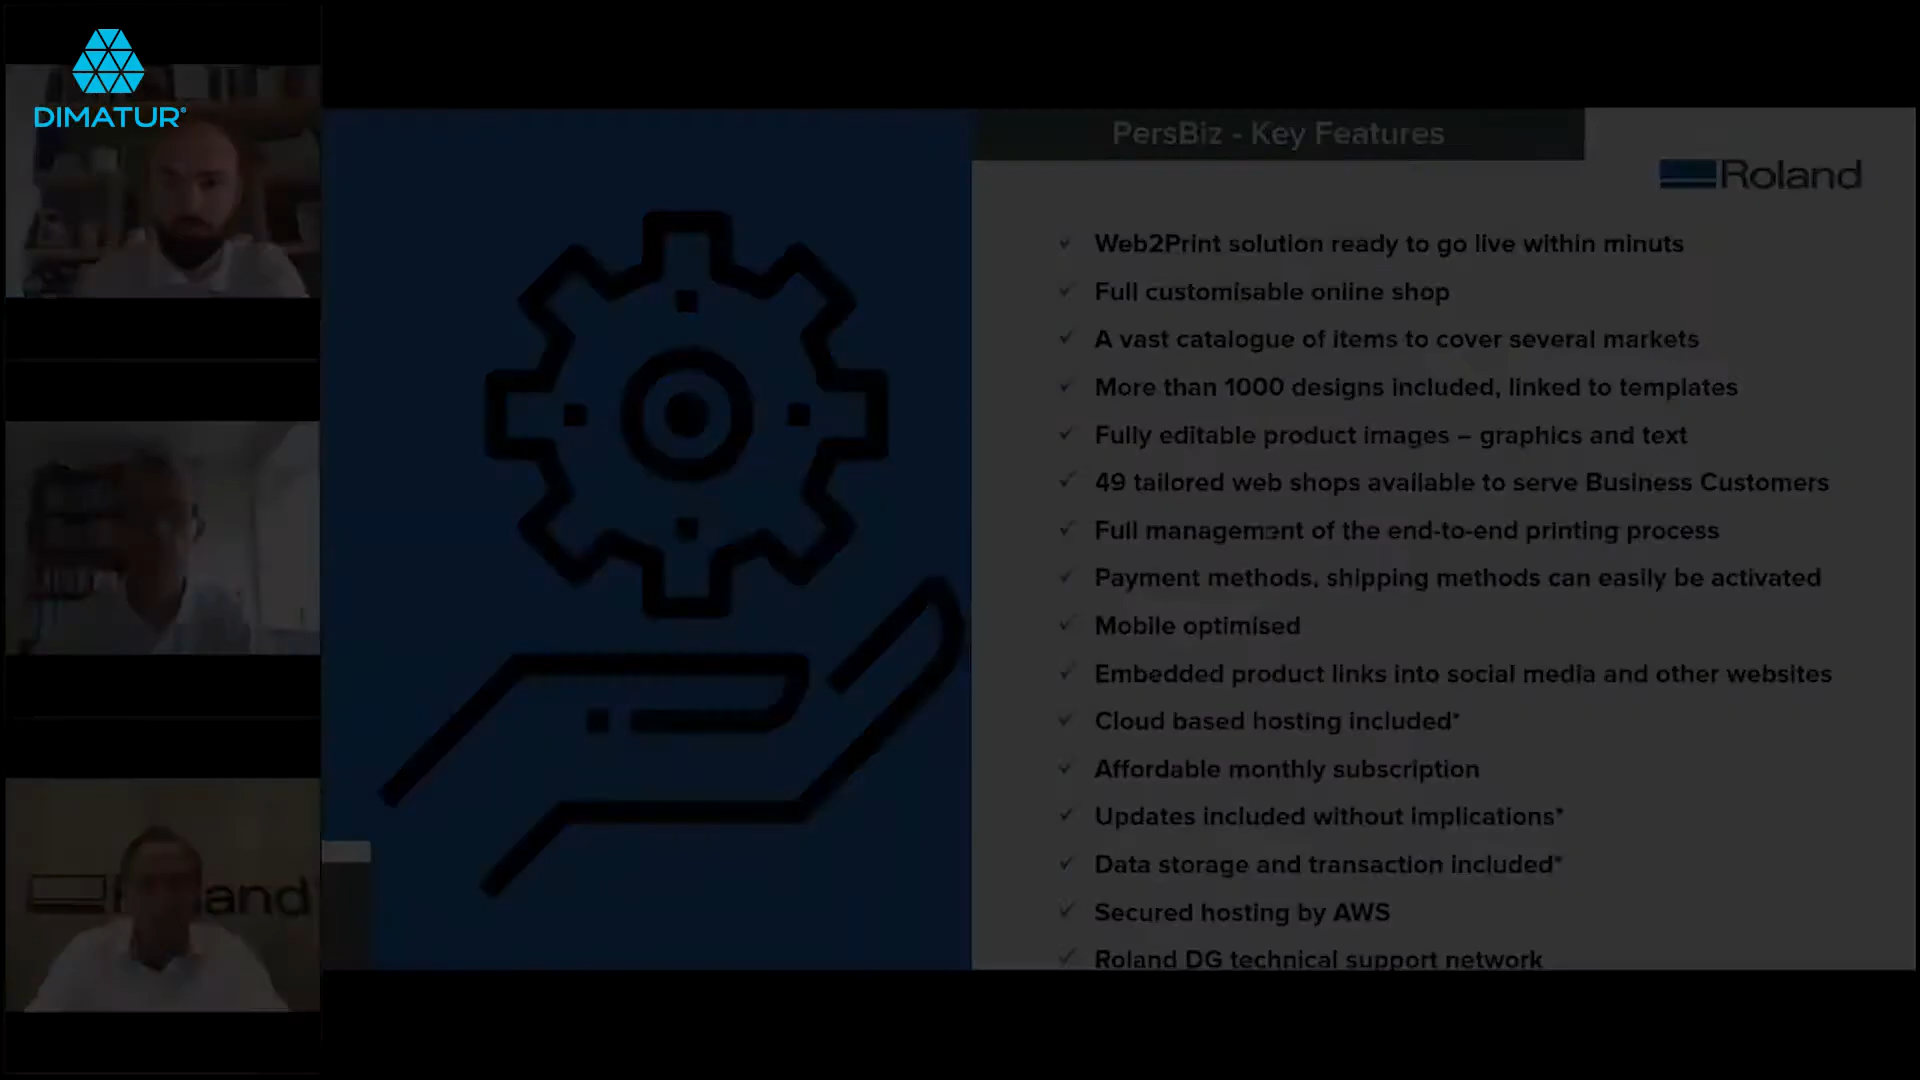 DIMATUR®
PersBiz - Key Features
Roland
Web2Print solution ready to go live within minuts
Full customisable online shop
A vast catalogue of items to cover several markets
More than 1000 designs included, linked to templates
Fully editable product images – graphics and text
49 tailored web shops available to serve Business Customers
Full management of the end-to-end printing process
Payment methods, shipping methods can easily be activated
Mobile optimised
Embedded product links into social media and other websites
Cloud based hosting included*
Affordable monthly subscription
Updates included without implications*
Data storage and transaction included*
Secured hosting by AWS
Roland DG technical support network